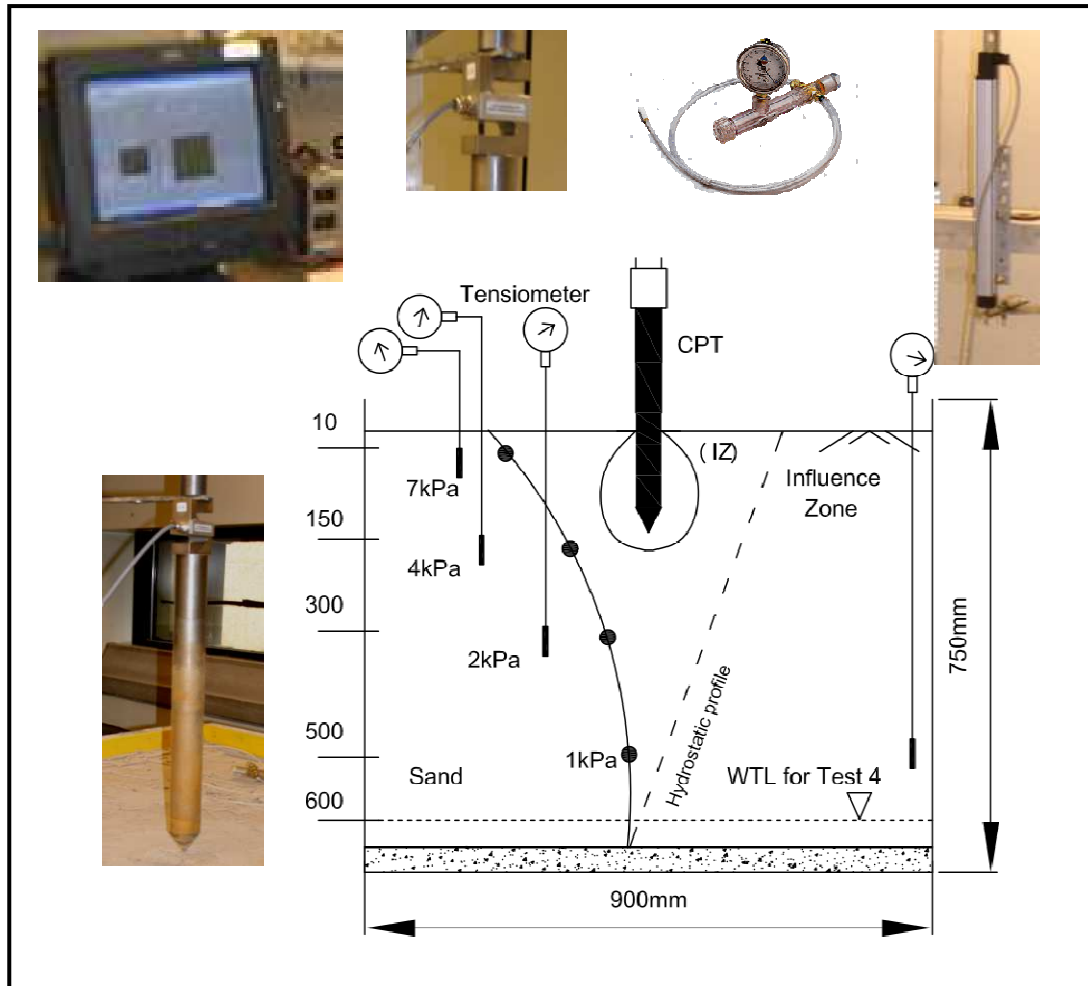 Tensiometer
CPT
10
(IZ)
7kPa
Influence
Zone
150
4kPa
300
2kPa
750mm
Hydrostatic profile
500
1kPa
Sand
WTL for Test 4
600
900mm